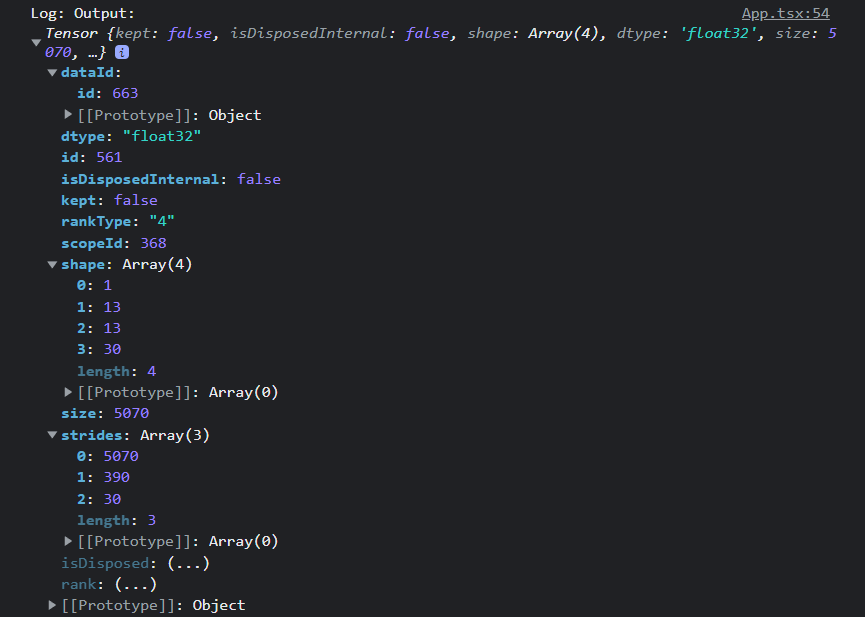 Log: Output: App.tsx:54
Tensor {kept: false, isDisposedInternal: false, shape: Array(4), dtype: 'float32', size: 5
070, …} i
▼dataId:
id: 663
▶[[Prototype]]: Object
dtype: "float32"
id: 561
isDisposedInternal: false
kept: false
rankType: "4"
scopeId: 368
▼shape: Array(4)
0: 1
1: 13
2: 13
3: 30
length: 4
▶[[Prototype]]: Array(0)
size: 5070
▼strides: Array(3)
0: 5070
1: 390
2: 30
length: 3
▶[[Prototype]]: Array(0)
isDisposed: (...)
rank: (...)
▶[[Prototype]]: Object